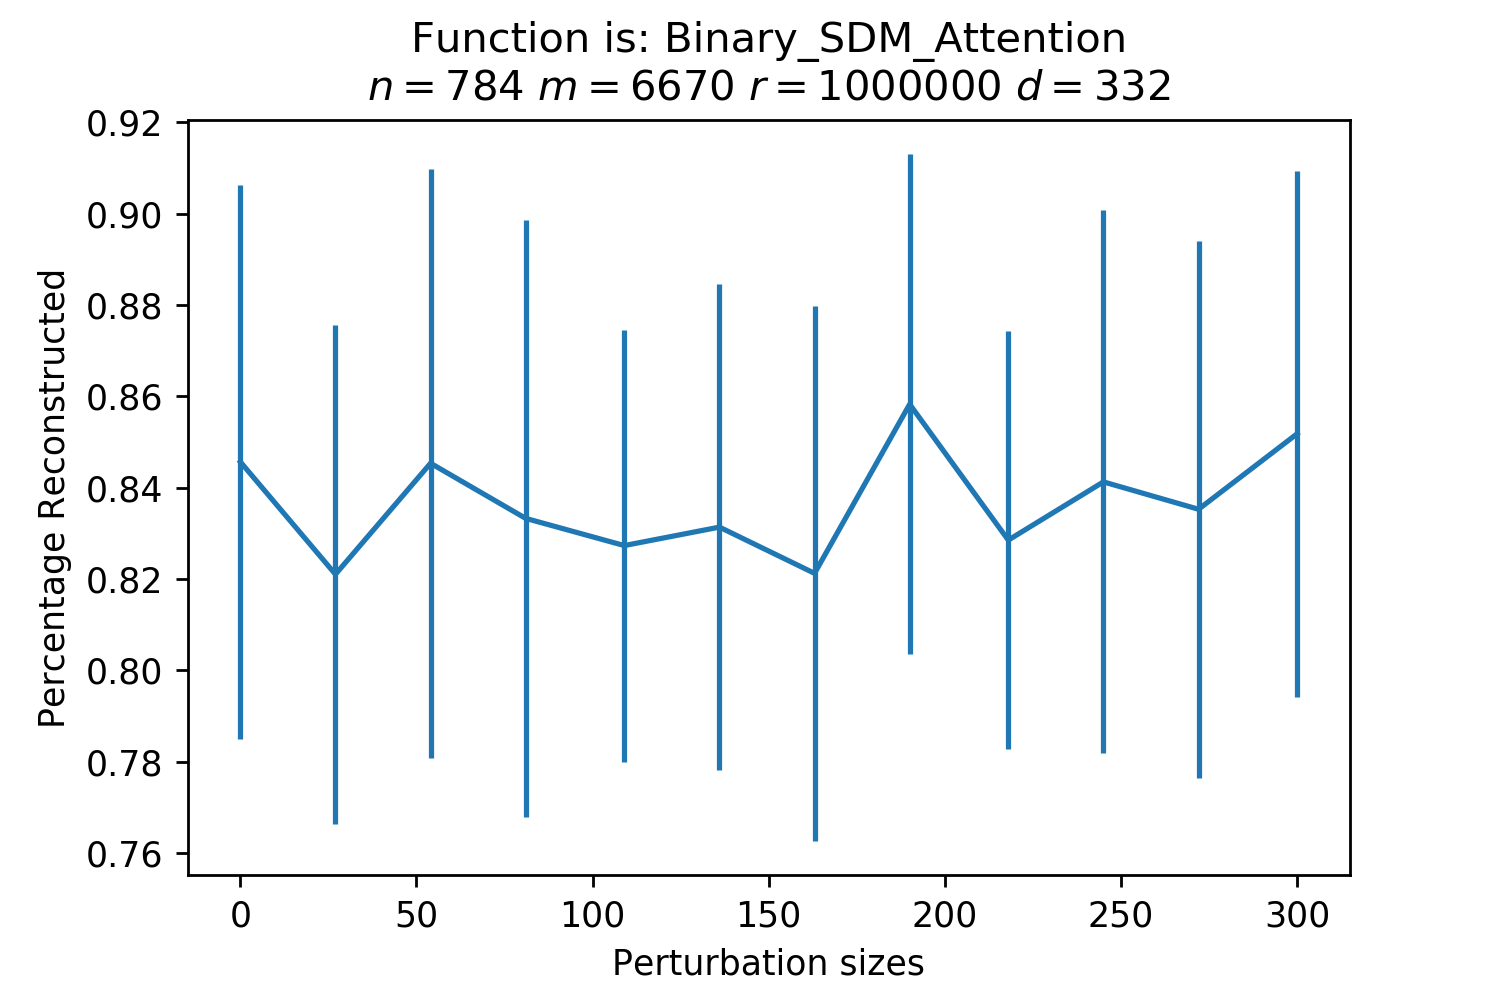 Function is: Binary_SDM_Attention
n = 784 m = 6670 r = 1000000 d = 332
Percentage Reconstructed
0.92
0.90
0.88
0.86
0.84
0.82
0.80
0.78
0.76
0 50 100 150 200 250 300
Perturbation sizes